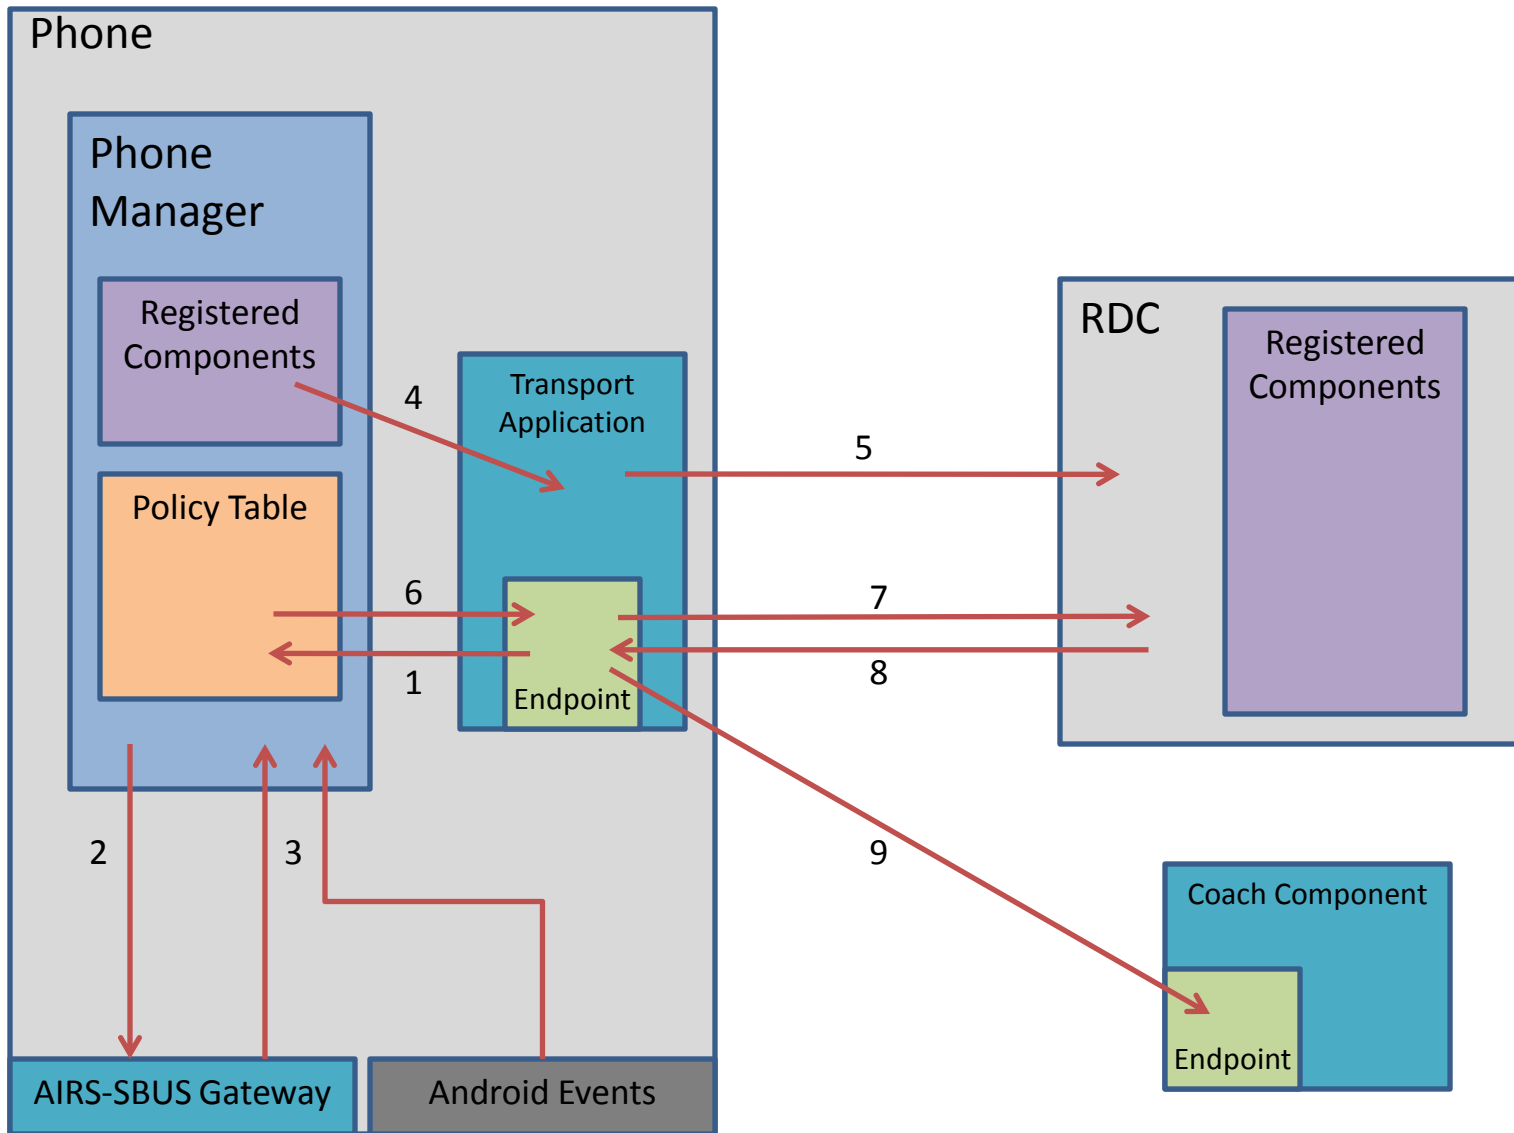 Phone
Phone
Manager
Registered
Components
4
Transport
Application
Policy Table
6
1
Endpoint
5
7
8
RDC
Registered
Components
2
3
9
Coach Component
Endpoint
AIRS-SBUS Gateway
Android Events